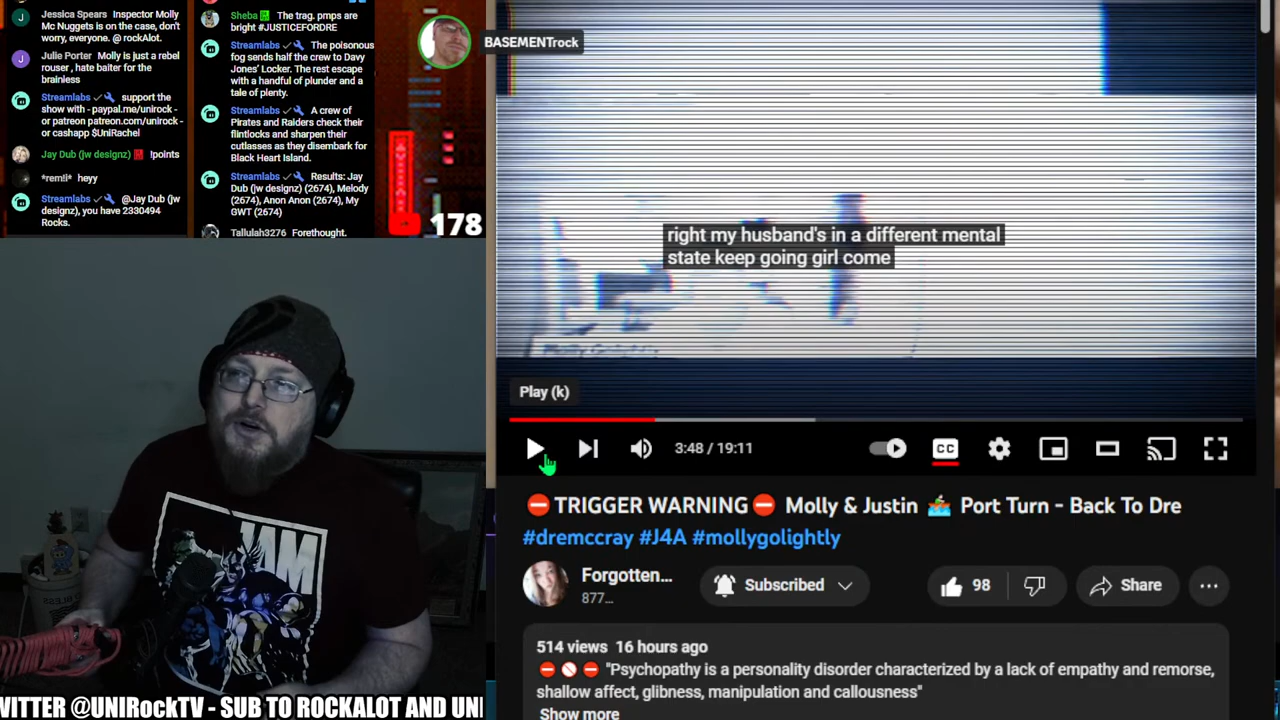 Jessica Spears Inspector Molly
Mc Nuggets is on the case, don't
worry, everyone. @ rockAlot.
Julie Porter Molly is just a rebel
rouser , hate baiter for the
brainless
Streamlabs support the
show with - paypal.me/unirock -
or patreon patreon.com/unirock -
or cashapp $UniRachel
Jay Dub (jw designz) !points
*rem!i* heyy
Streamlabs @Jay Dub (jw
designz), you have 2330494
Rocks.
Sheba The trag. pmps are
bright #JUSTICEFORDRE
Streamlabs The poisonous
fog sends half the crew to Davy
Jones' Locker. The rest escape
with a handful of plunder and a
tale of plenty.
Streamlabs A crew of
Pirates and Raiders check their
flintlocks and sharpen their
cutlasses as they disembark for
Black Heart Island.
Streamlabs Results: Jay
Dub (jw designz) (2674), Melody
(2674), Anon Anon (2674), My
GWT (2674)
Tallulah3276 Forethought.
178
BASEMENTrock
right my husband's in a different mental
state keep going girl come
Molly Golightly
Play (k)
3:48 / 19:11
CC
⛔TRIGGER WARNING⛔ Molly & Justin 🚣 Port Turn - Back To Dre
#dremccray #J4A #mollygolightly
Forgotten...
877...
Subscribed
98
Share
514 views 16 hours ago
⛔🚫⛔ "Psychopathy is a personality disorder characterized by a lack of empathy and remorse,
shallow affect, glibness, manipulation and callousness"
Show more
JAM
WITTER @UNIRockTV - SUB TO ROCKALOT AND UNI